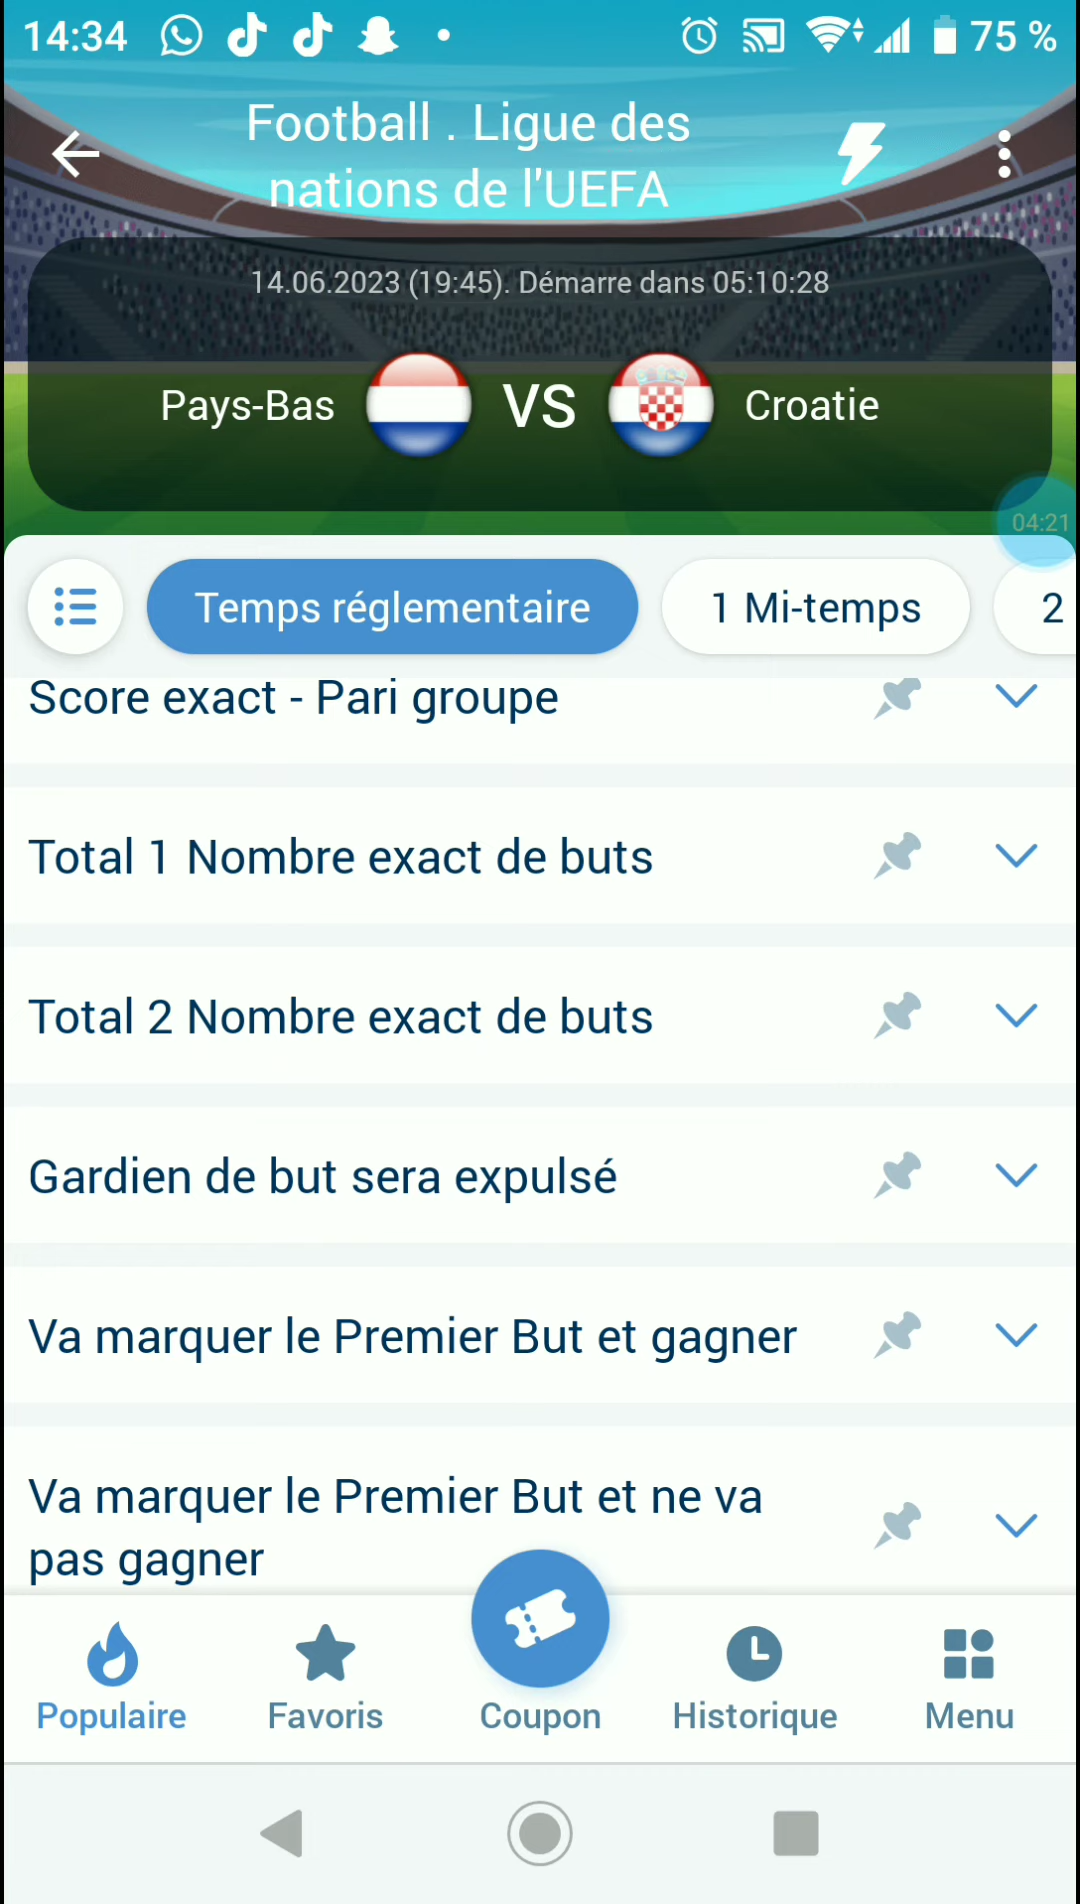 14:34
75 %
Football . Ligue des
nations de l'UEFA
14.06.2023 (19:45). Démarre dans 05:10:28
Pays-Bas VS Croatie
04:21
Temps réglementaire
1 Mi-temps
2
Score exact - Pari groupe
Total 1 Nombre exact de buts
Total 2 Nombre exact de buts
Gardien de but sera expulsé
Va marquer le Premier But et gagner
Va marquer le Premier But et ne va
pas gagner
Populaire
Favoris
Coupon
Historique
Menu